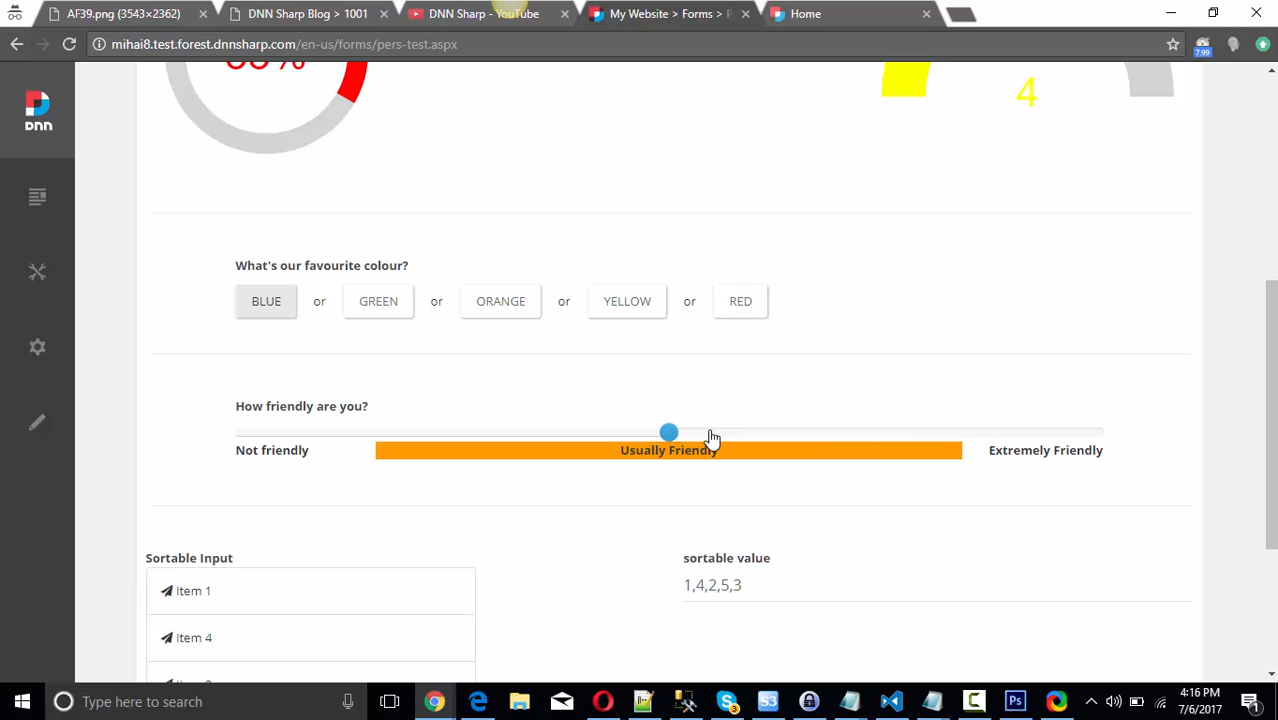 AF39.png (3543×2362)
DNN Sharp Blog > 1001
DNN Sharp - YouTube
My Website > Forms > P
Home
mihai8.test.forest.dnnsharp.com/en-us/forms/pers-test.aspx
7.99
DNN
4
What's our favourite colour?
BLUE or GREEN or ORANGE or YELLOW or RED
How friendly are you?
Not friendly
Usually Friendly
Extremely Friendly
Sortable Input
sortable value
Item 1
1,4,2,5,3
Item 4
Type here to search
4:16 PM
7/6/2017